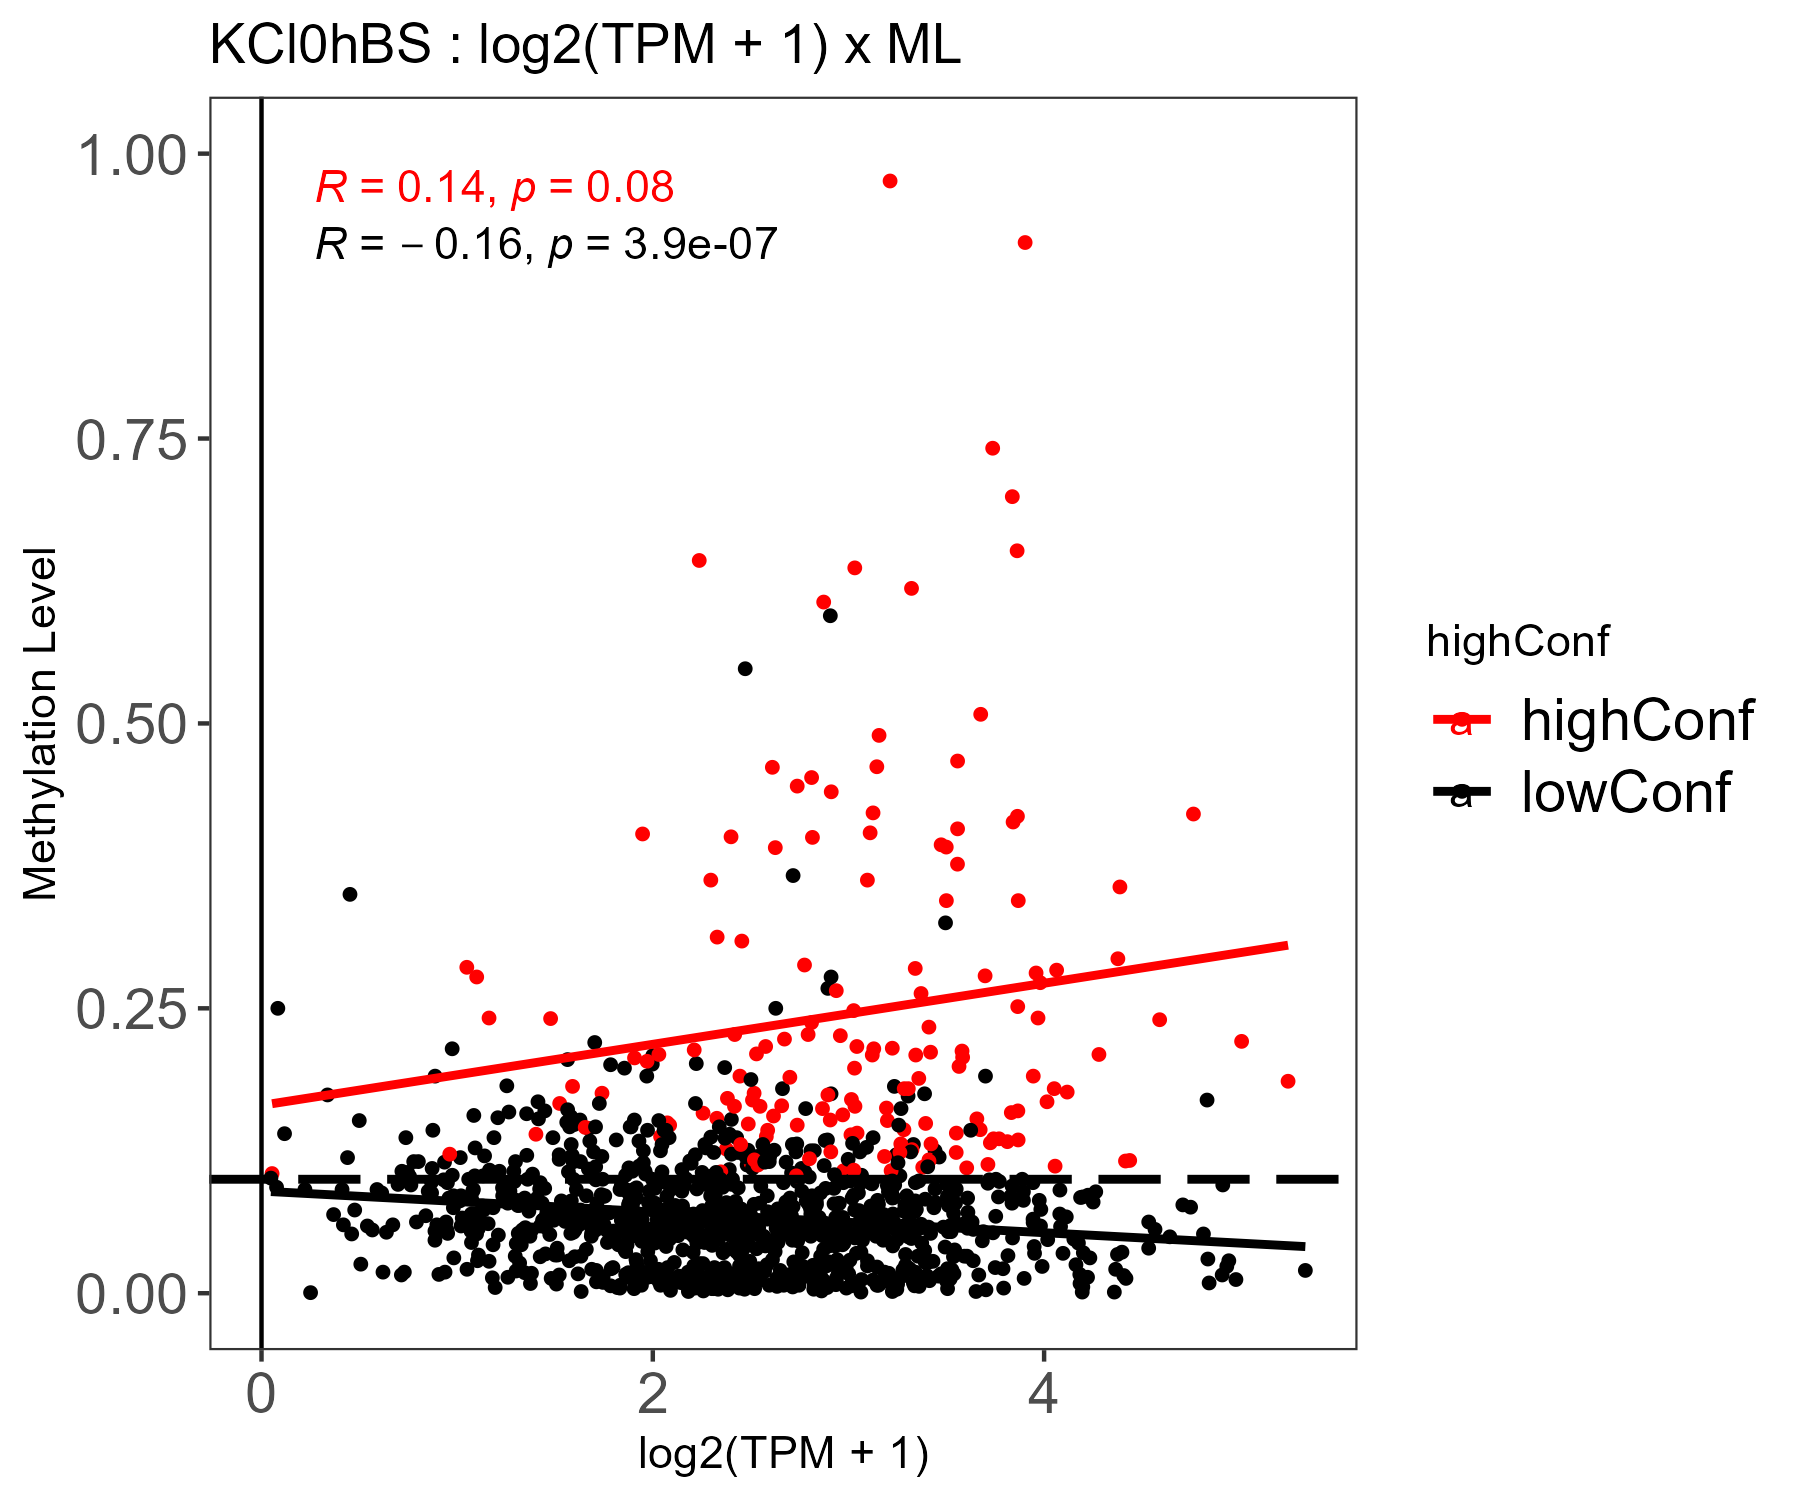 KCl0hBS : log2(TPM + 1) x ML
R = 0.14, p = 0.08
R = − 0.16, p = 3.9e-07
1.00
0.75
0.50
0.25
0.00
Methylation Level
0 2 4
log2(TPM + 1)
highConf
a highConf
a lowConf